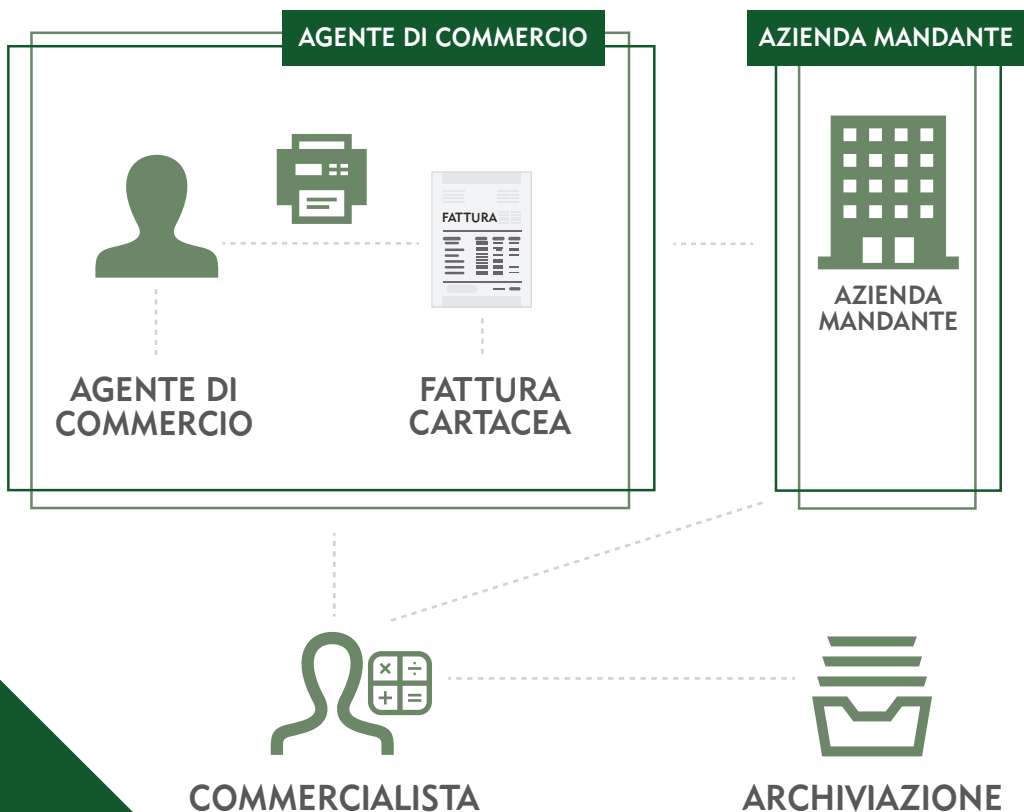 AGENTE DI COMMERCIO
AZIENDA MANDANTE
FATTURA
AZIENDA
MANDANTE
AGENTE DI
COMMERCIO
FATTURA
CARTACEA
COMMERCIALISTA
ARCHIVIAZIONE